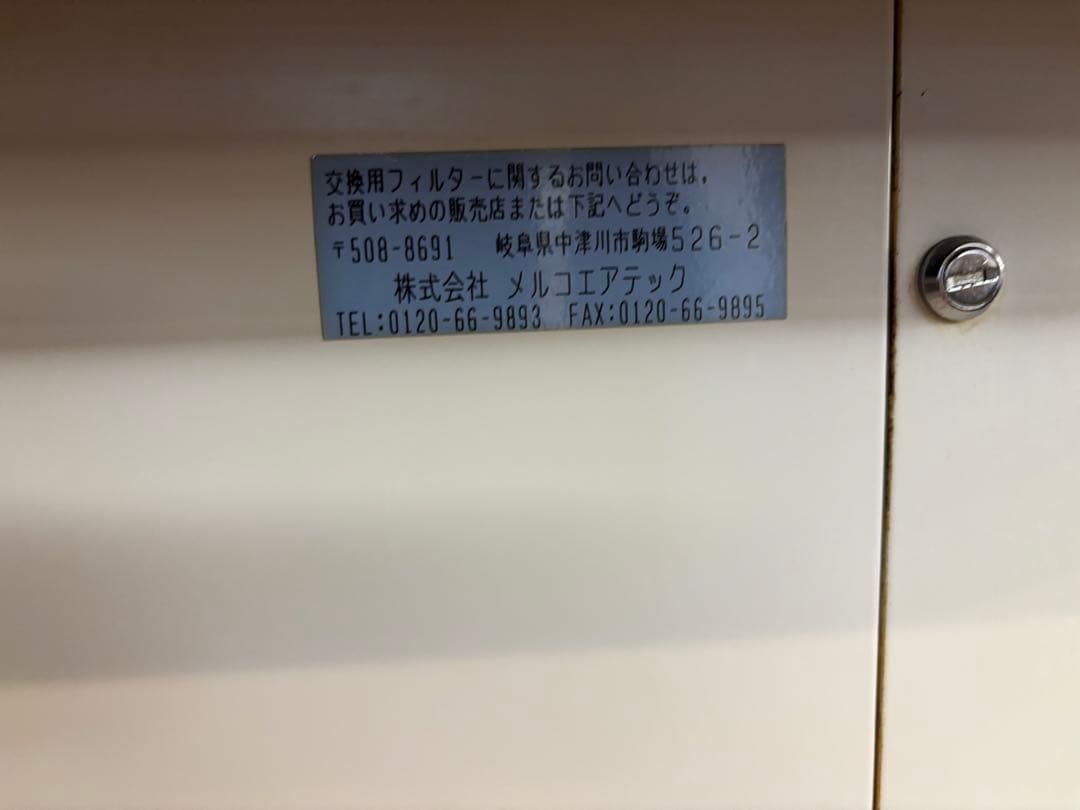 交換用フィルターに関するお問い合わせは，
お買い求めの販売店または下記へどうぞ。
〒508-8691 岐阜県中津川市駒場526-2
株式会社 メルコエアテック
TEL:0120-66-9893 FAX:0120-66-9895